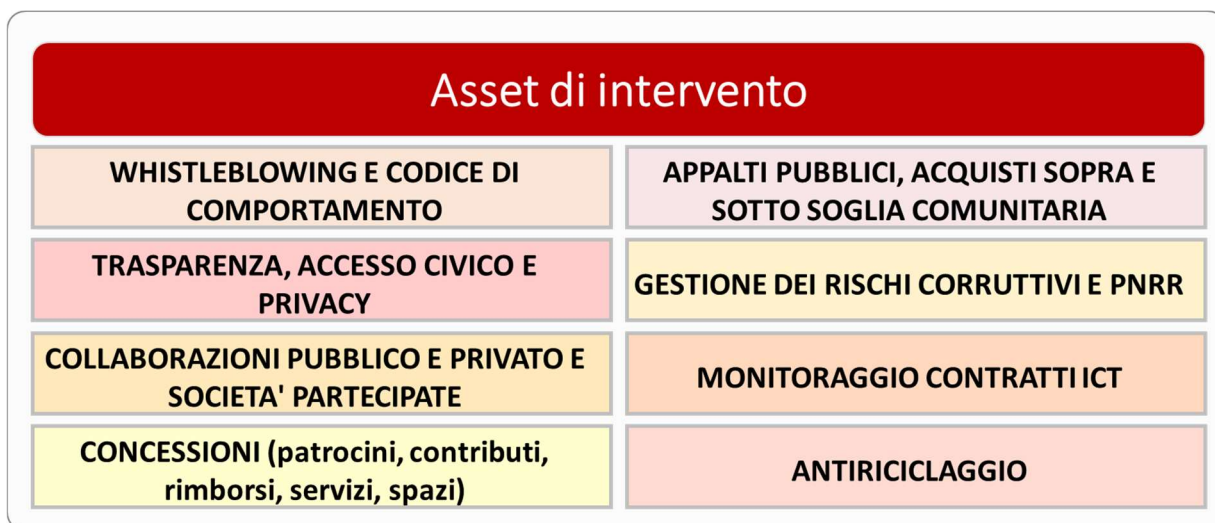 Asset di intervento
WHISTLEBLOWING E CODICE DI
COMPORTAMENTO
APPALTI PUBBLICI, ACQUISTI SOPRA E
SOTTO SOGLIA COMUNITARIA
TRASPARENZA, ACCESSO CIVICO E
PRIVACY
GESTIONE DEI RISCHI CORRUTTIVI E PNRR
COLLABORAZIONI PUBBLICO E PRIVATO E
SOCIETA' PARTECIPATE
MONITORAGGIO CONTRATTI ICT
CONCESSIONI (patrocini, contributi,
rimborsi, servizi, spazi)
ANTIRICICLAGGIO